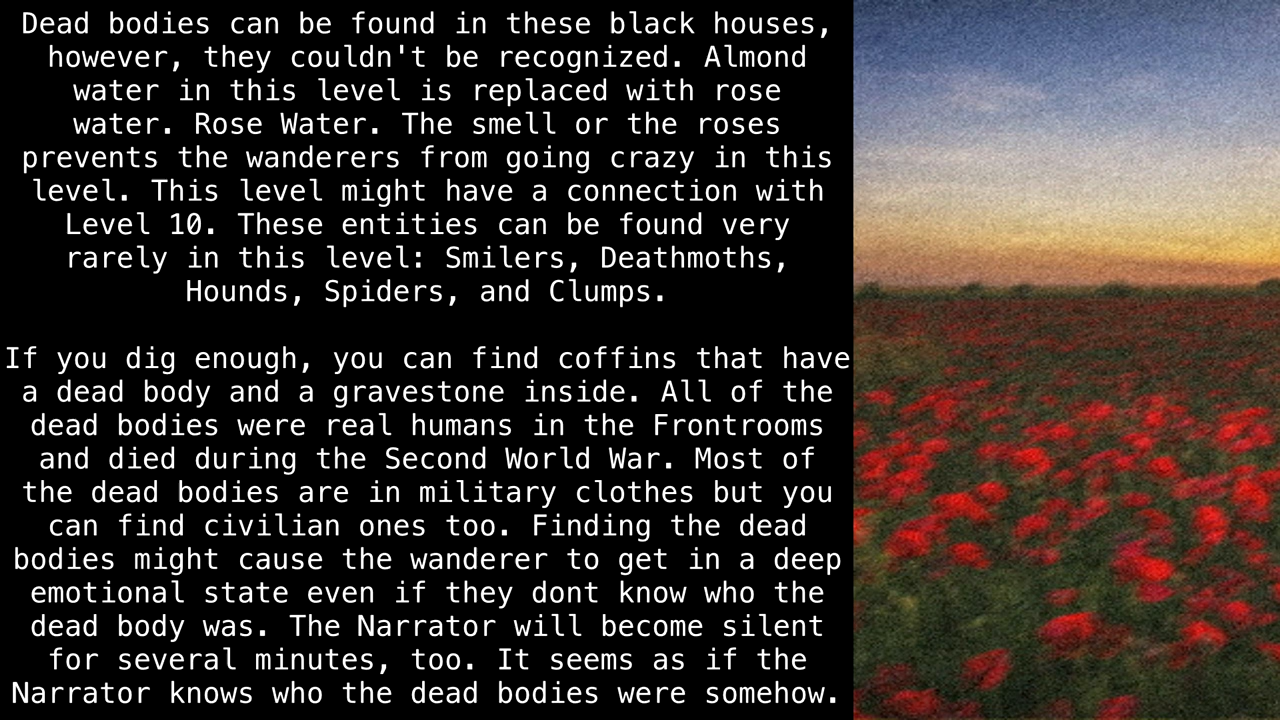 Dead bodies can be found in these black houses,
however, they couldn't be recognized. Almond
water in this level is replaced with rose
water. Rose Water. The smell or the roses
prevents the wanderers from going crazy in this
level. This level might have a connection with
Level 10. These entities can be found very
rarely in this level: Smilers, Deathmoths,
Hounds, Spiders, and Clumps.
If you dig enough, you can find coffins that have
a dead body and a gravestone inside. All of the
dead bodies were real humans in the Frontrooms
and died during the Second World War. Most of
the dead bodies are in military clothes but you
can find civilian ones too. Finding the dead
bodies might cause the wanderer to get in a deep
emotional state even if they dont know who the
dead body was. The Narrator will become silent
for several minutes, too. It seems as if the
Narrator knows who the dead bodies were somehow.